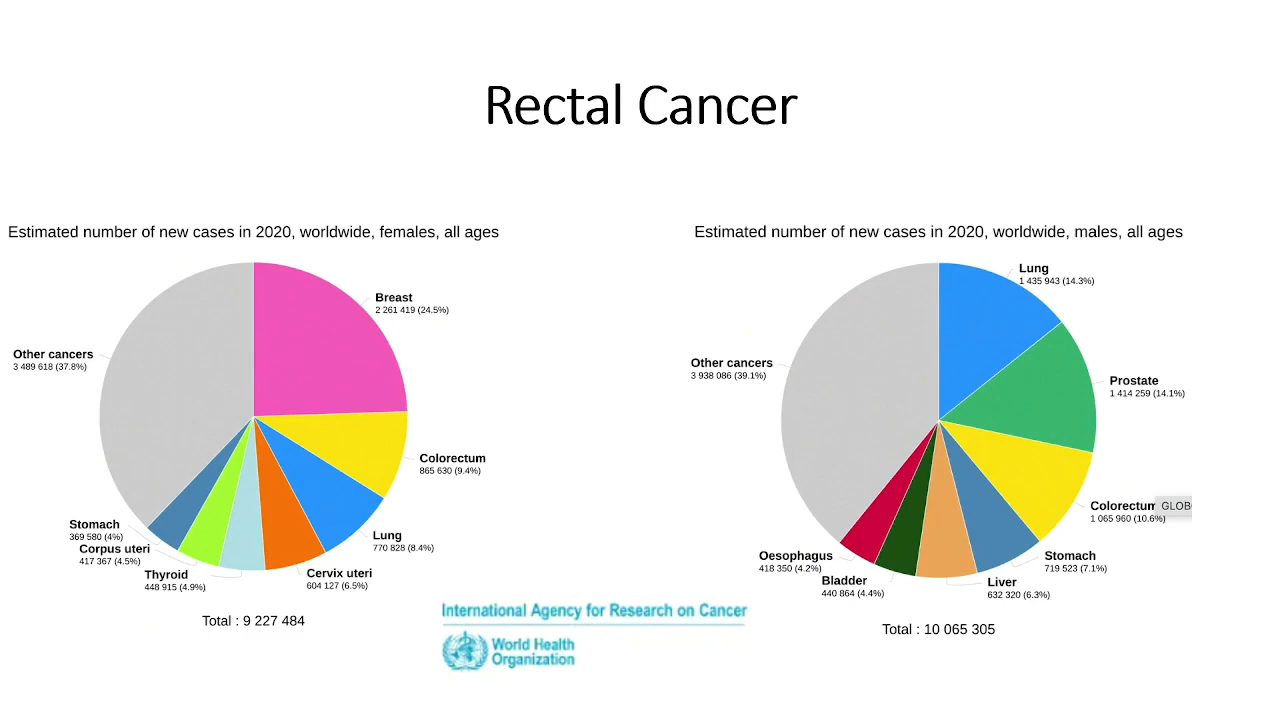 Rectal Cancer
Estimated number of new cases in 2020, worldwide, females, all ages
Breast
2 261 419 (24.5%)
Colorectum
865 630 (9.4%)
Lung
770 828 (8.4%)
Cervix uteri
604 127 (6.5%)
Thyroid
448 915 (4.9%)
Corpus uteri
417 367 (4.5%)
Stomach
369 580 (4%)
Other cancers
3 489 618 (37.8%)
Total : 9 227 484
Estimated number of new cases in 2020, worldwide, males, all ages
Lung
1 435 943 (14.3%)
Prostate
1 414 259 (14.1%)
Colorectum
1 065 960 (10.6%)
GLOB
Stomach
719 523 (7.1%)
Liver
632 320 (6.3%)
Bladder
440 864 (4.4%)
Oesophagus
418 350 (4.2%)
Other cancers
3 938 086 (39.1%)
Total : 10 065 305
International Agency for Research on Cancer
World Health
Organization